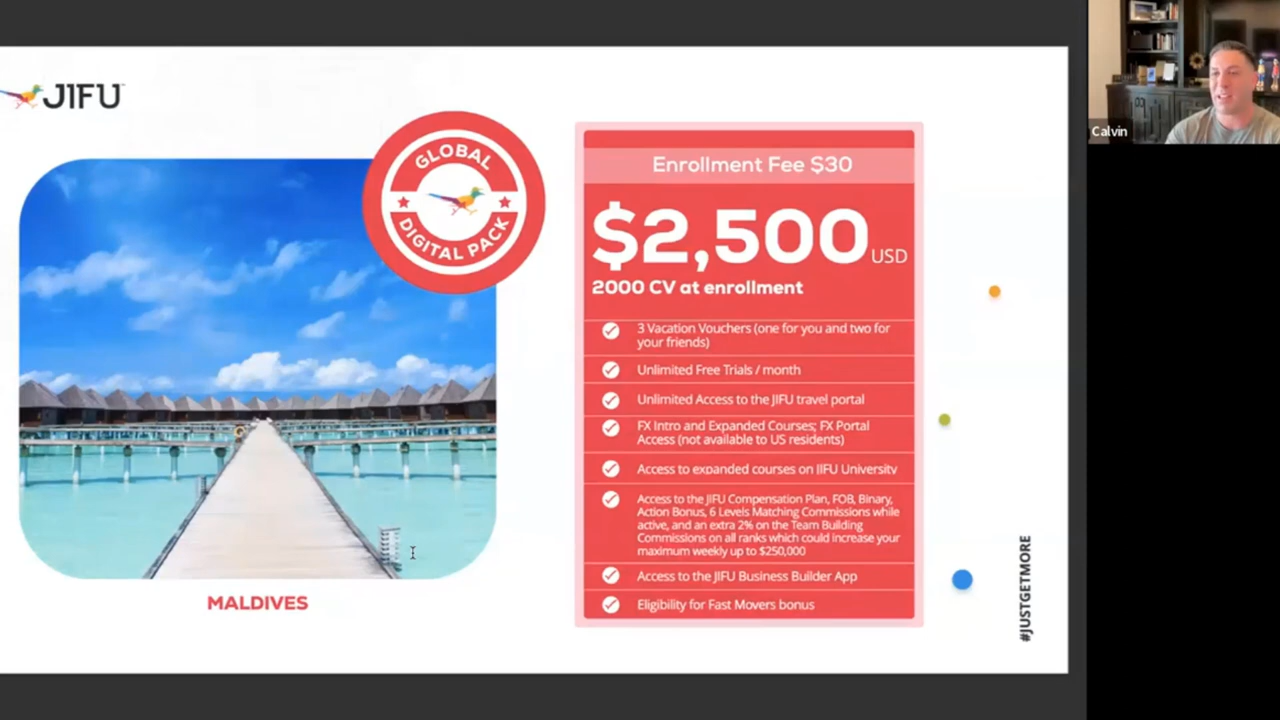 JIFU
GLOBAL
DIGITAL PACK
MALDIVES
Enrollment Fee $30
$2,500 USD
2000 CV at enrollment
3 Vacation Vouchers (one for you and two for
your friends)
Unlimited Free Trials / month
Unlimited Access to the JIFU travel portal
FX Intro and Expanded Courses; FX Portal
Access (not available to US residents)
Access to expanded courses on JIFU University
Access to the JIFU Compensation Plan, FOB, Binary,
Action Bonus, 6 Levels Matching Commissions while
active, and an extra 2% on the Team Building
Commissions on all ranks which could increase your
maximum weekly up to $250,000
Access to the JIFU Business Builder App
Eligibility for Fast Movers bonus
#JUSTGETMORE
Calvin